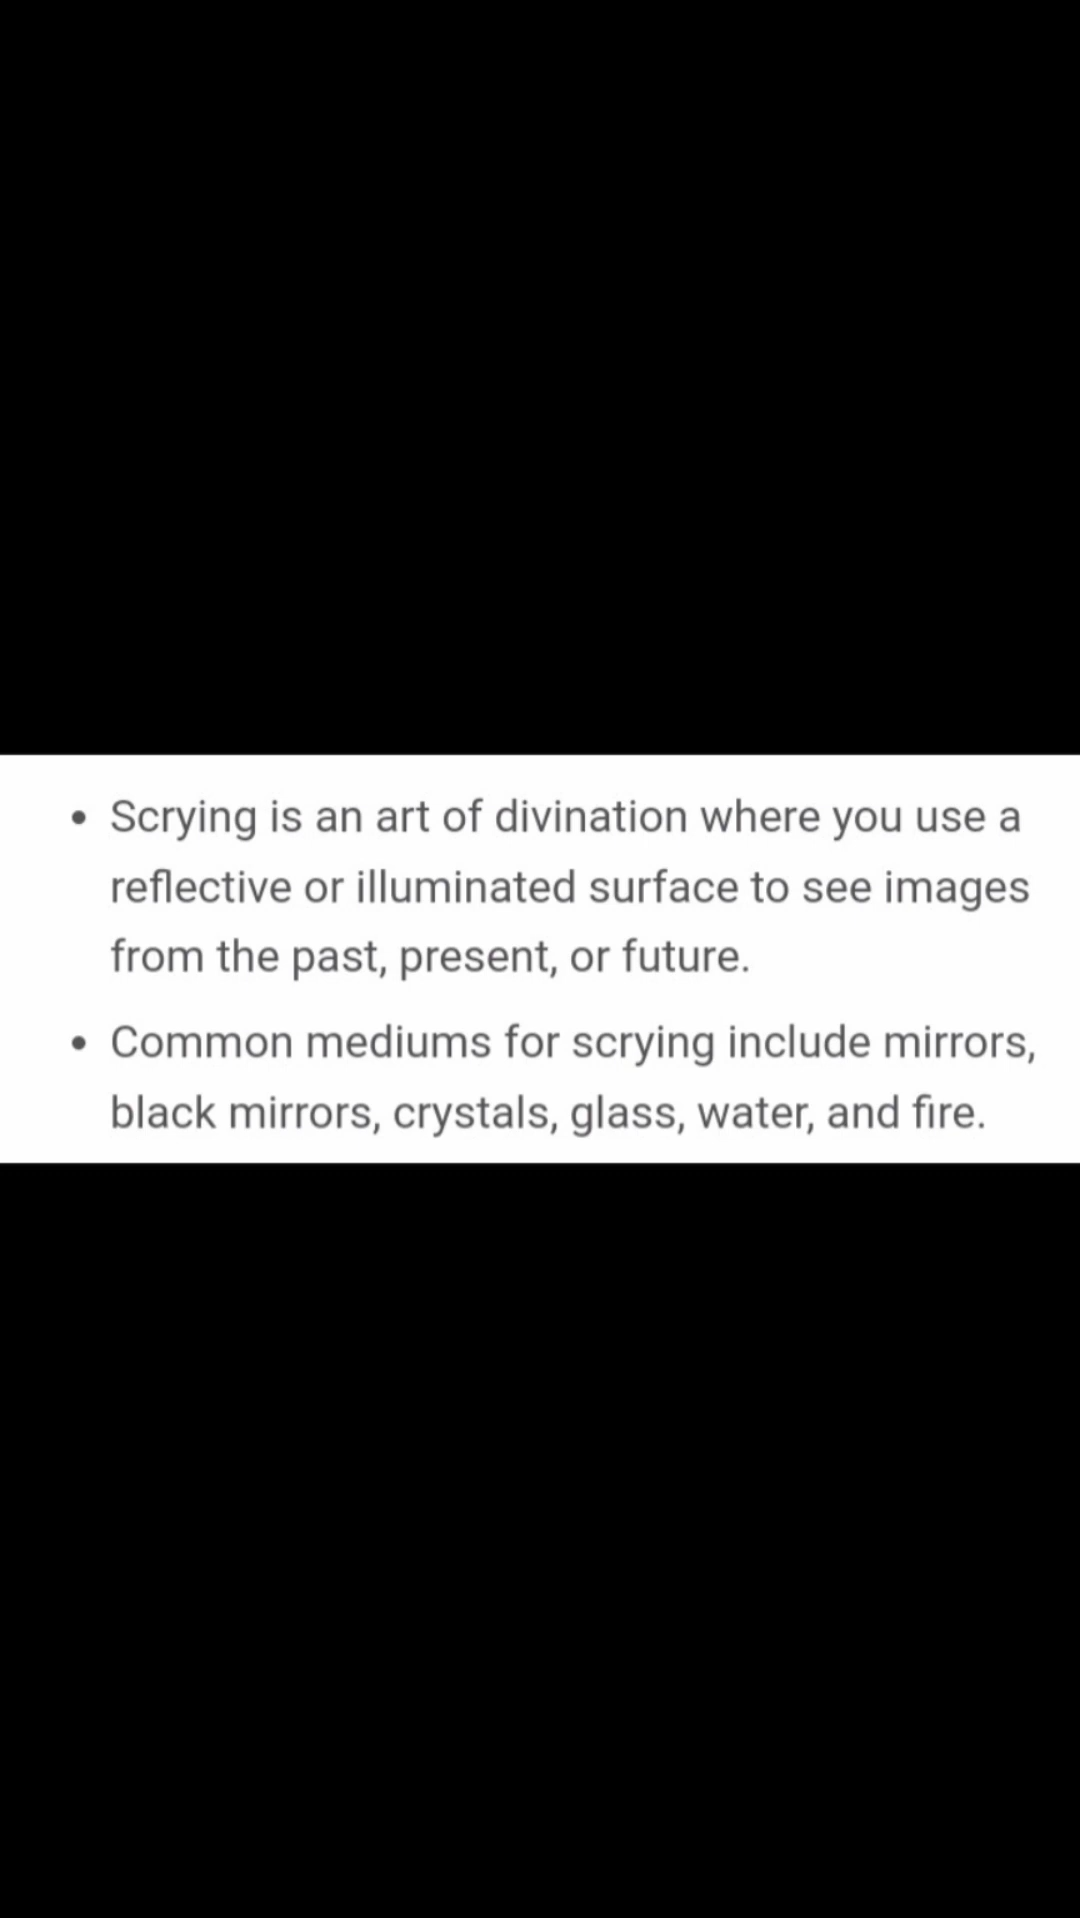 • Scrying is an art of divination where you use a
reflective or illuminated surface to see images
from the past, present, or future.
• Common mediums for scrying include mirrors,
black mirrors, crystals, glass, water, and fire.